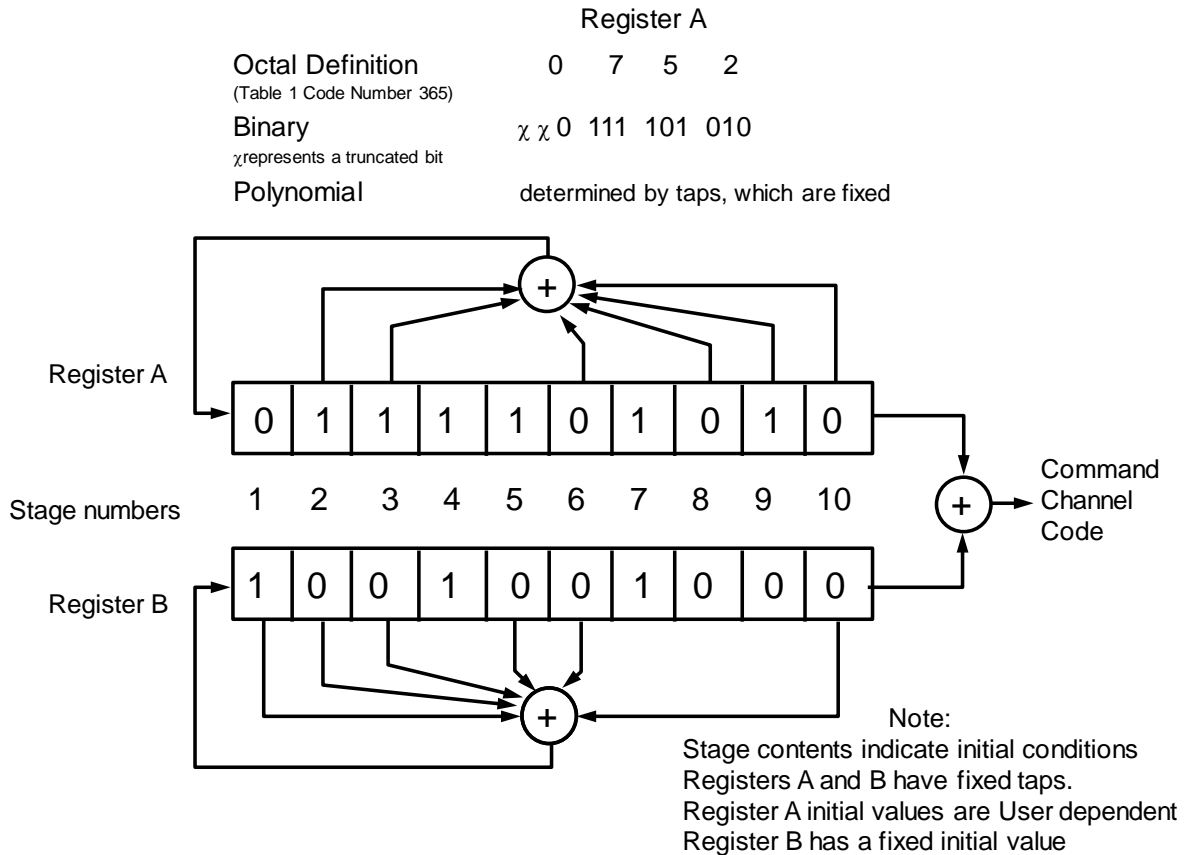 Register A
Octal Definition 0 7 5 2
(Table 1 Code Number 365)
Binary χ χ 0 111 101 010
χrepresents a truncated bit
Polynomial determined by taps, which are fixed
+
Register A
0 1 1 1 1 0 1 0 1 0
Stage numbers 1 2 3 4 5 6 7 8 9 10
+
Command
Channel
Code
Register B
1 0 0 1 0 0 1 0 0 0
+
Note:
Stage contents indicate initial conditions
Registers A and B have fixed taps.
Register A initial values are User dependent
Register B has a fixed initial value